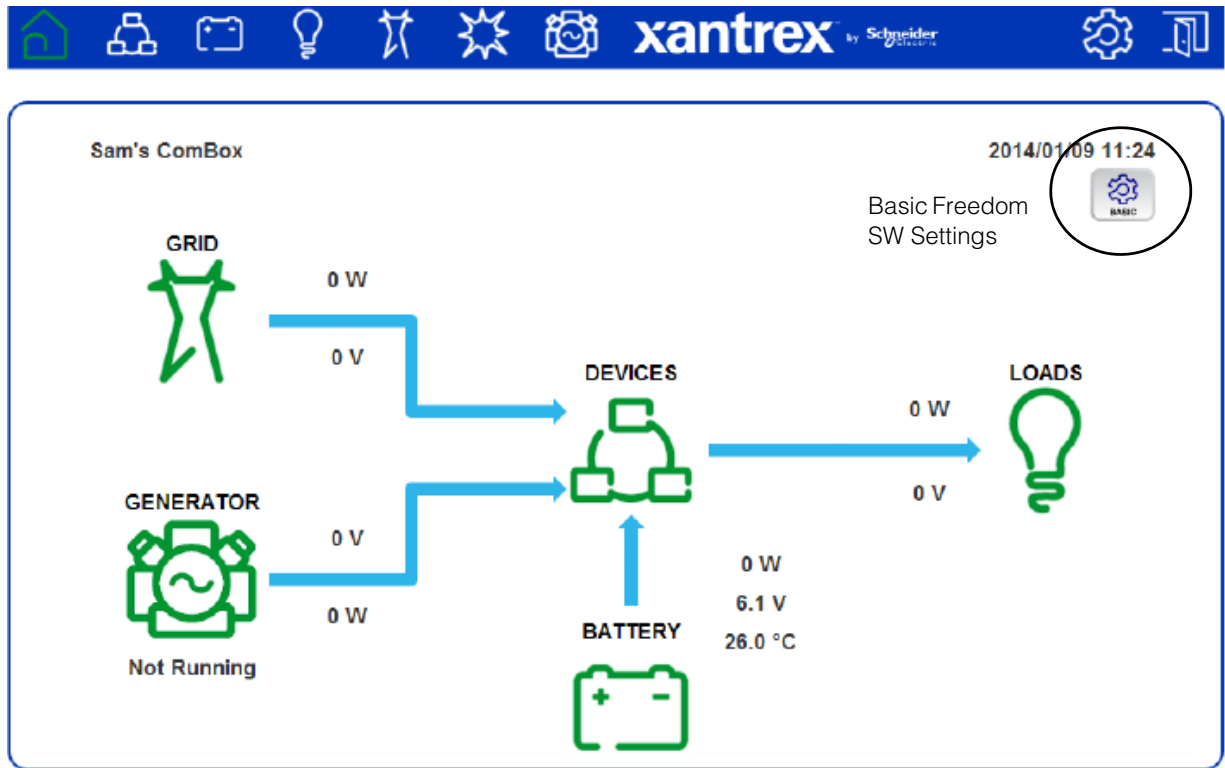 xantrex by Schneider Electric
Sam's ComBox
2014/01/09 11:24
BASIC
Basic Freedom
SW Settings
GRID
0 W
0 V
DEVICES
LOADS
0 W
0 V
GENERATOR
0 V
0 W
Not Running
0 W
6.1 V
26.0 °C
BATTERY
+ -